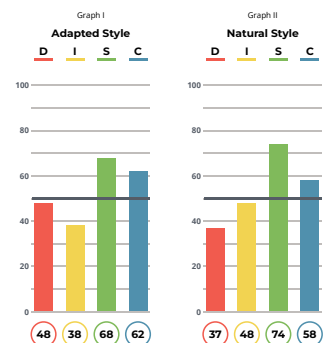 Graph I
Adapted Style
D I S C
100
80
60
40
20
0
48 38 68 62
Graph II
Natural Style
D I S C
100
80
60
40
20
0
37 48 74 58